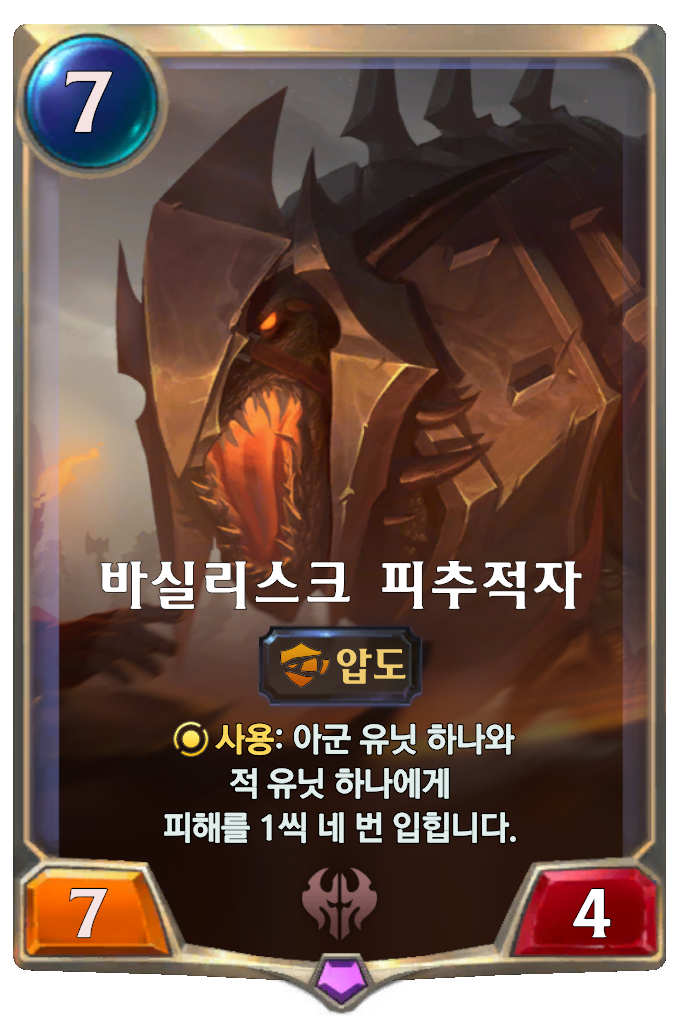 7
바실리스크 피추적자
압도
사용: 아군 유닛 하나와
적 유닛 하나에게
피해를 1씩 네 번 입힙니다.
7
4